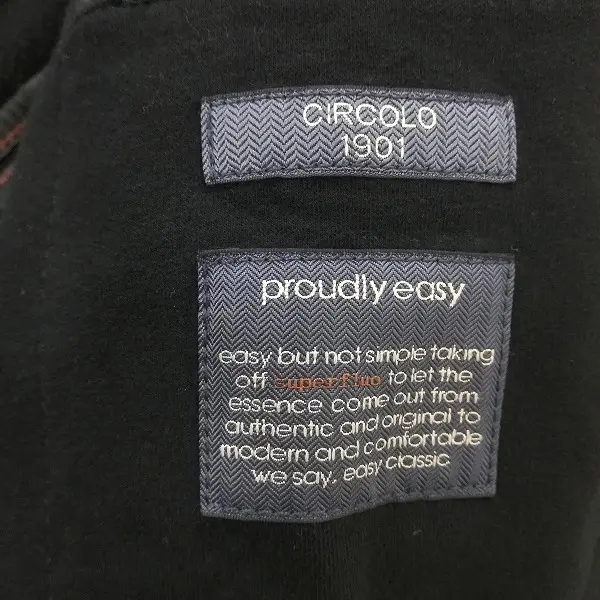 CIRCOLO
1901
proudly easy
easy but not simple taking
off superfluo to let the
essence come out from
authentic and original to
modern and comfortable
we say, easy classic